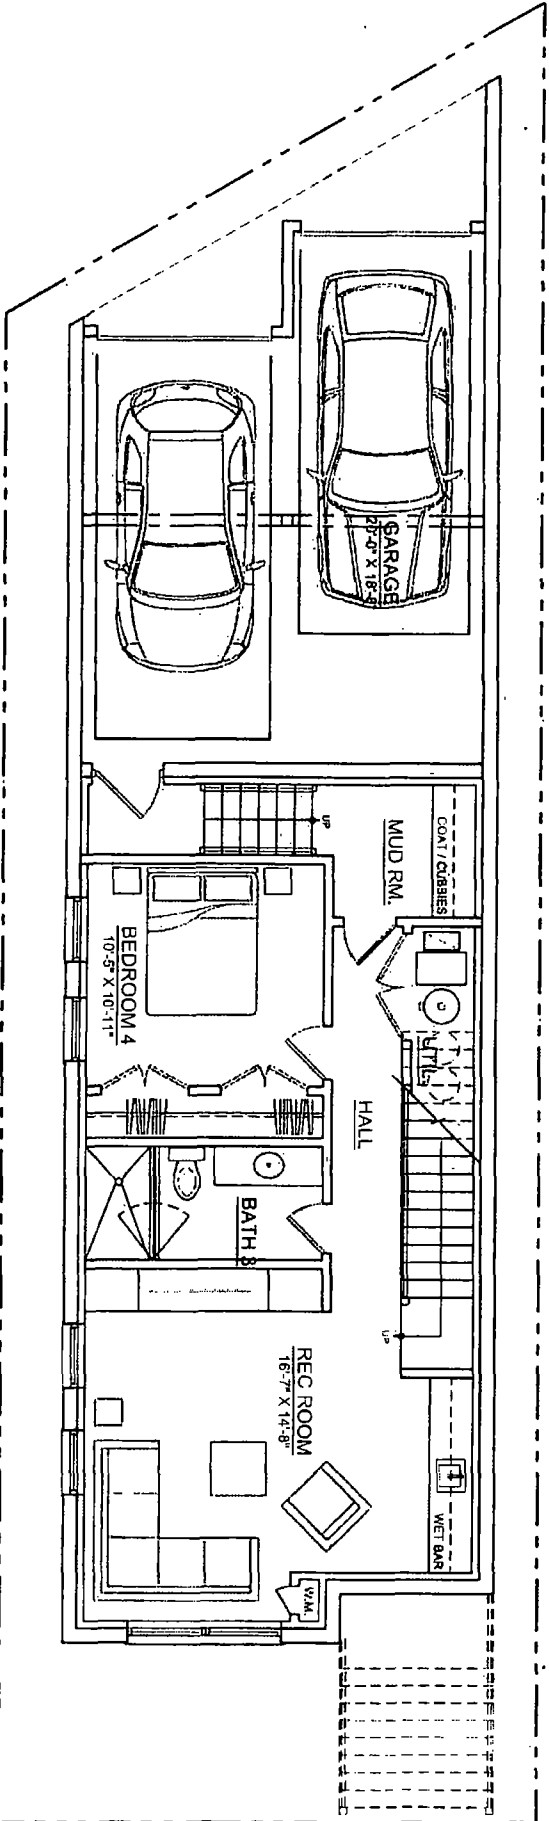 GARAGE
20'-0" X 18'-
UP
MUD RM.
COAT / CUBBIES
BEDROOM 4
10'-5" X 10'-11"
UTIL.
HALL
BATH 3
UP
REC ROOM
16'-7" X 14'-8"
WET BAR
W.M.